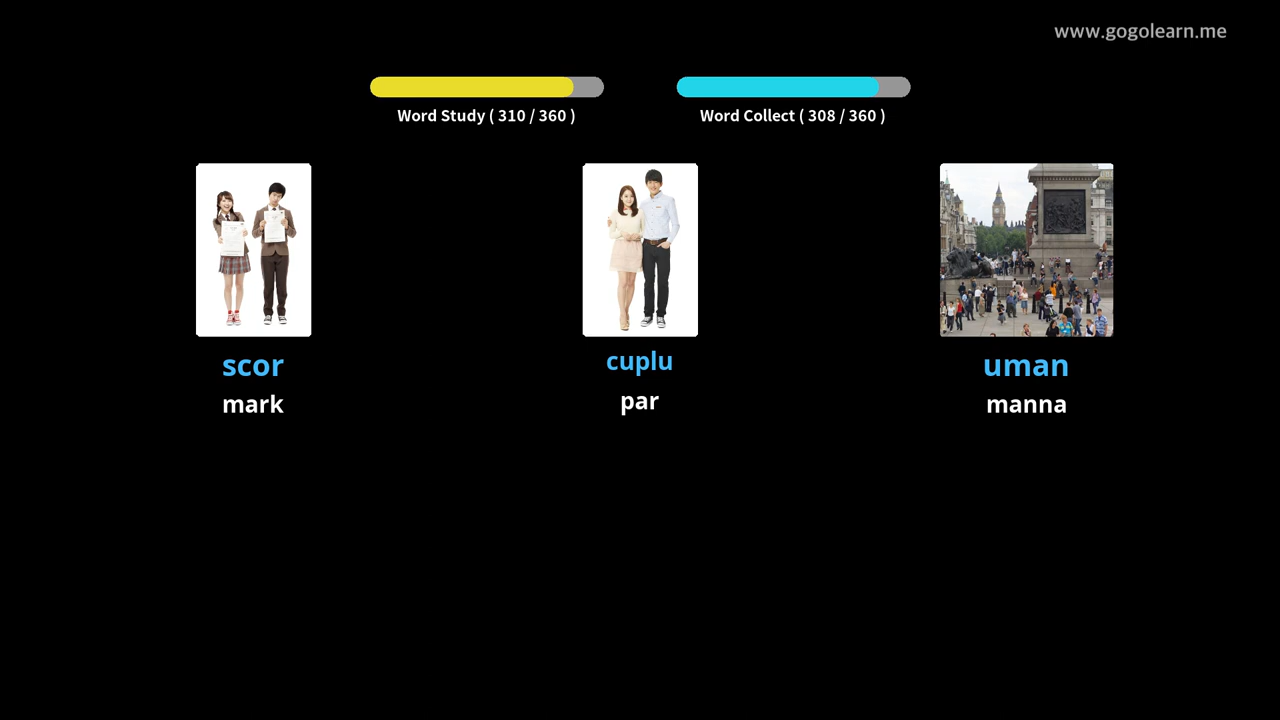 www.gogolearn.me
Word Study ( 310 / 360 )
Word Collect ( 308 / 360 )
scor
cuplu
uman
mark
par
manna